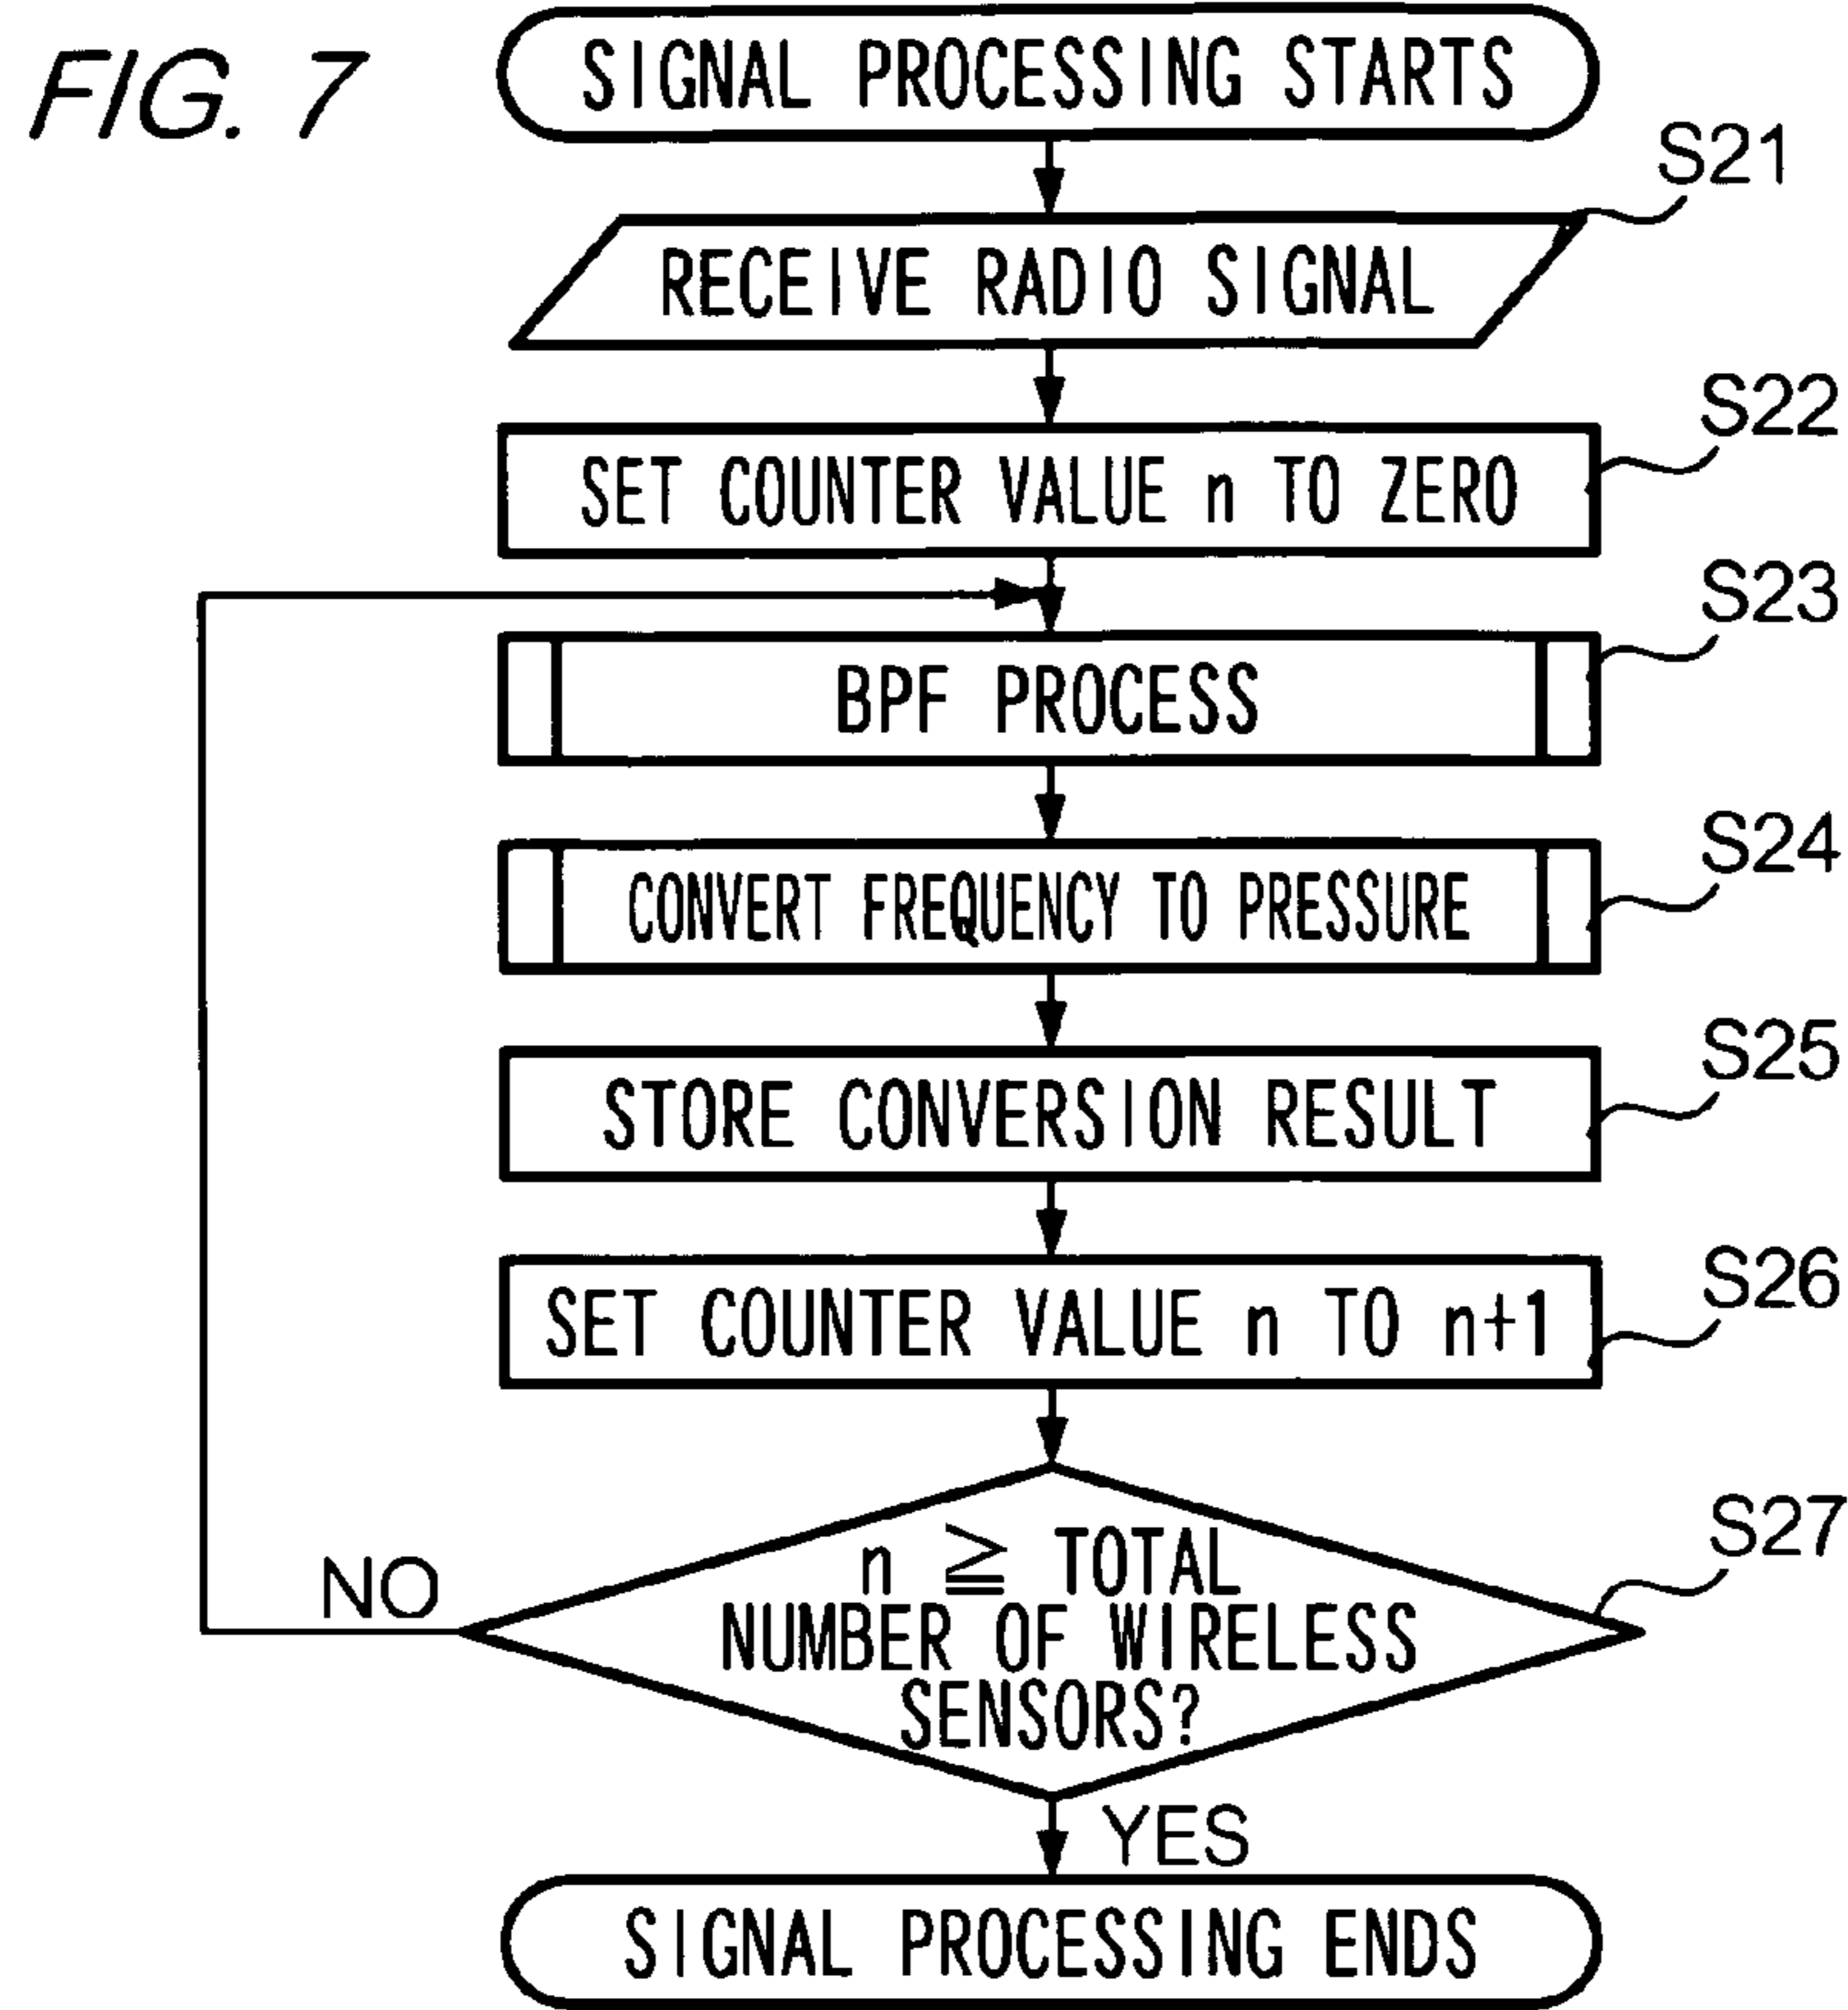 FIG. 7
SIGNAL PROCESSING STARTS
S21
RECEIVE RADIO SIGNAL
S22
SET COUNTER VALUE n TO ZERO
S23
BPF PROCESS
S24
CONVERT FREQUENCY TO PRESSURE
S25
STORE CONVERSION RESULT
S26
SET COUNTER VALUE n TO n+1
S27
n ≧ TOTAL
NUMBER OF WIRELESS
SENSORS?
NO
YES
SIGNAL PROCESSING ENDS